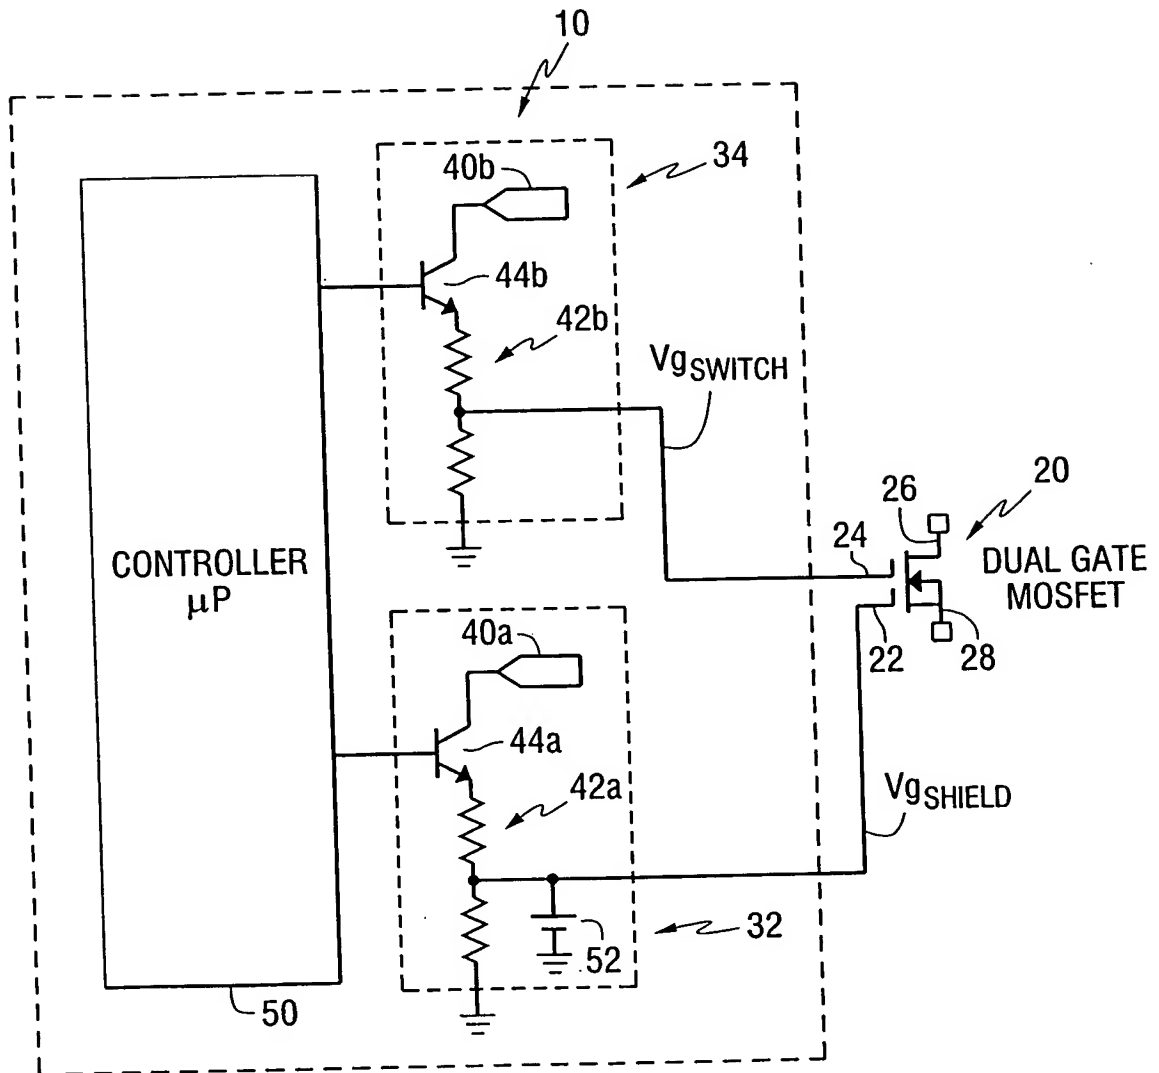 10
34
40b
44b
42b
VgSWITCH
26
20
24
DUAL GATE
MOSFET
CONTROLLER
μP
22
28
40a
44a
42a
VgSHIELD
32
52
50